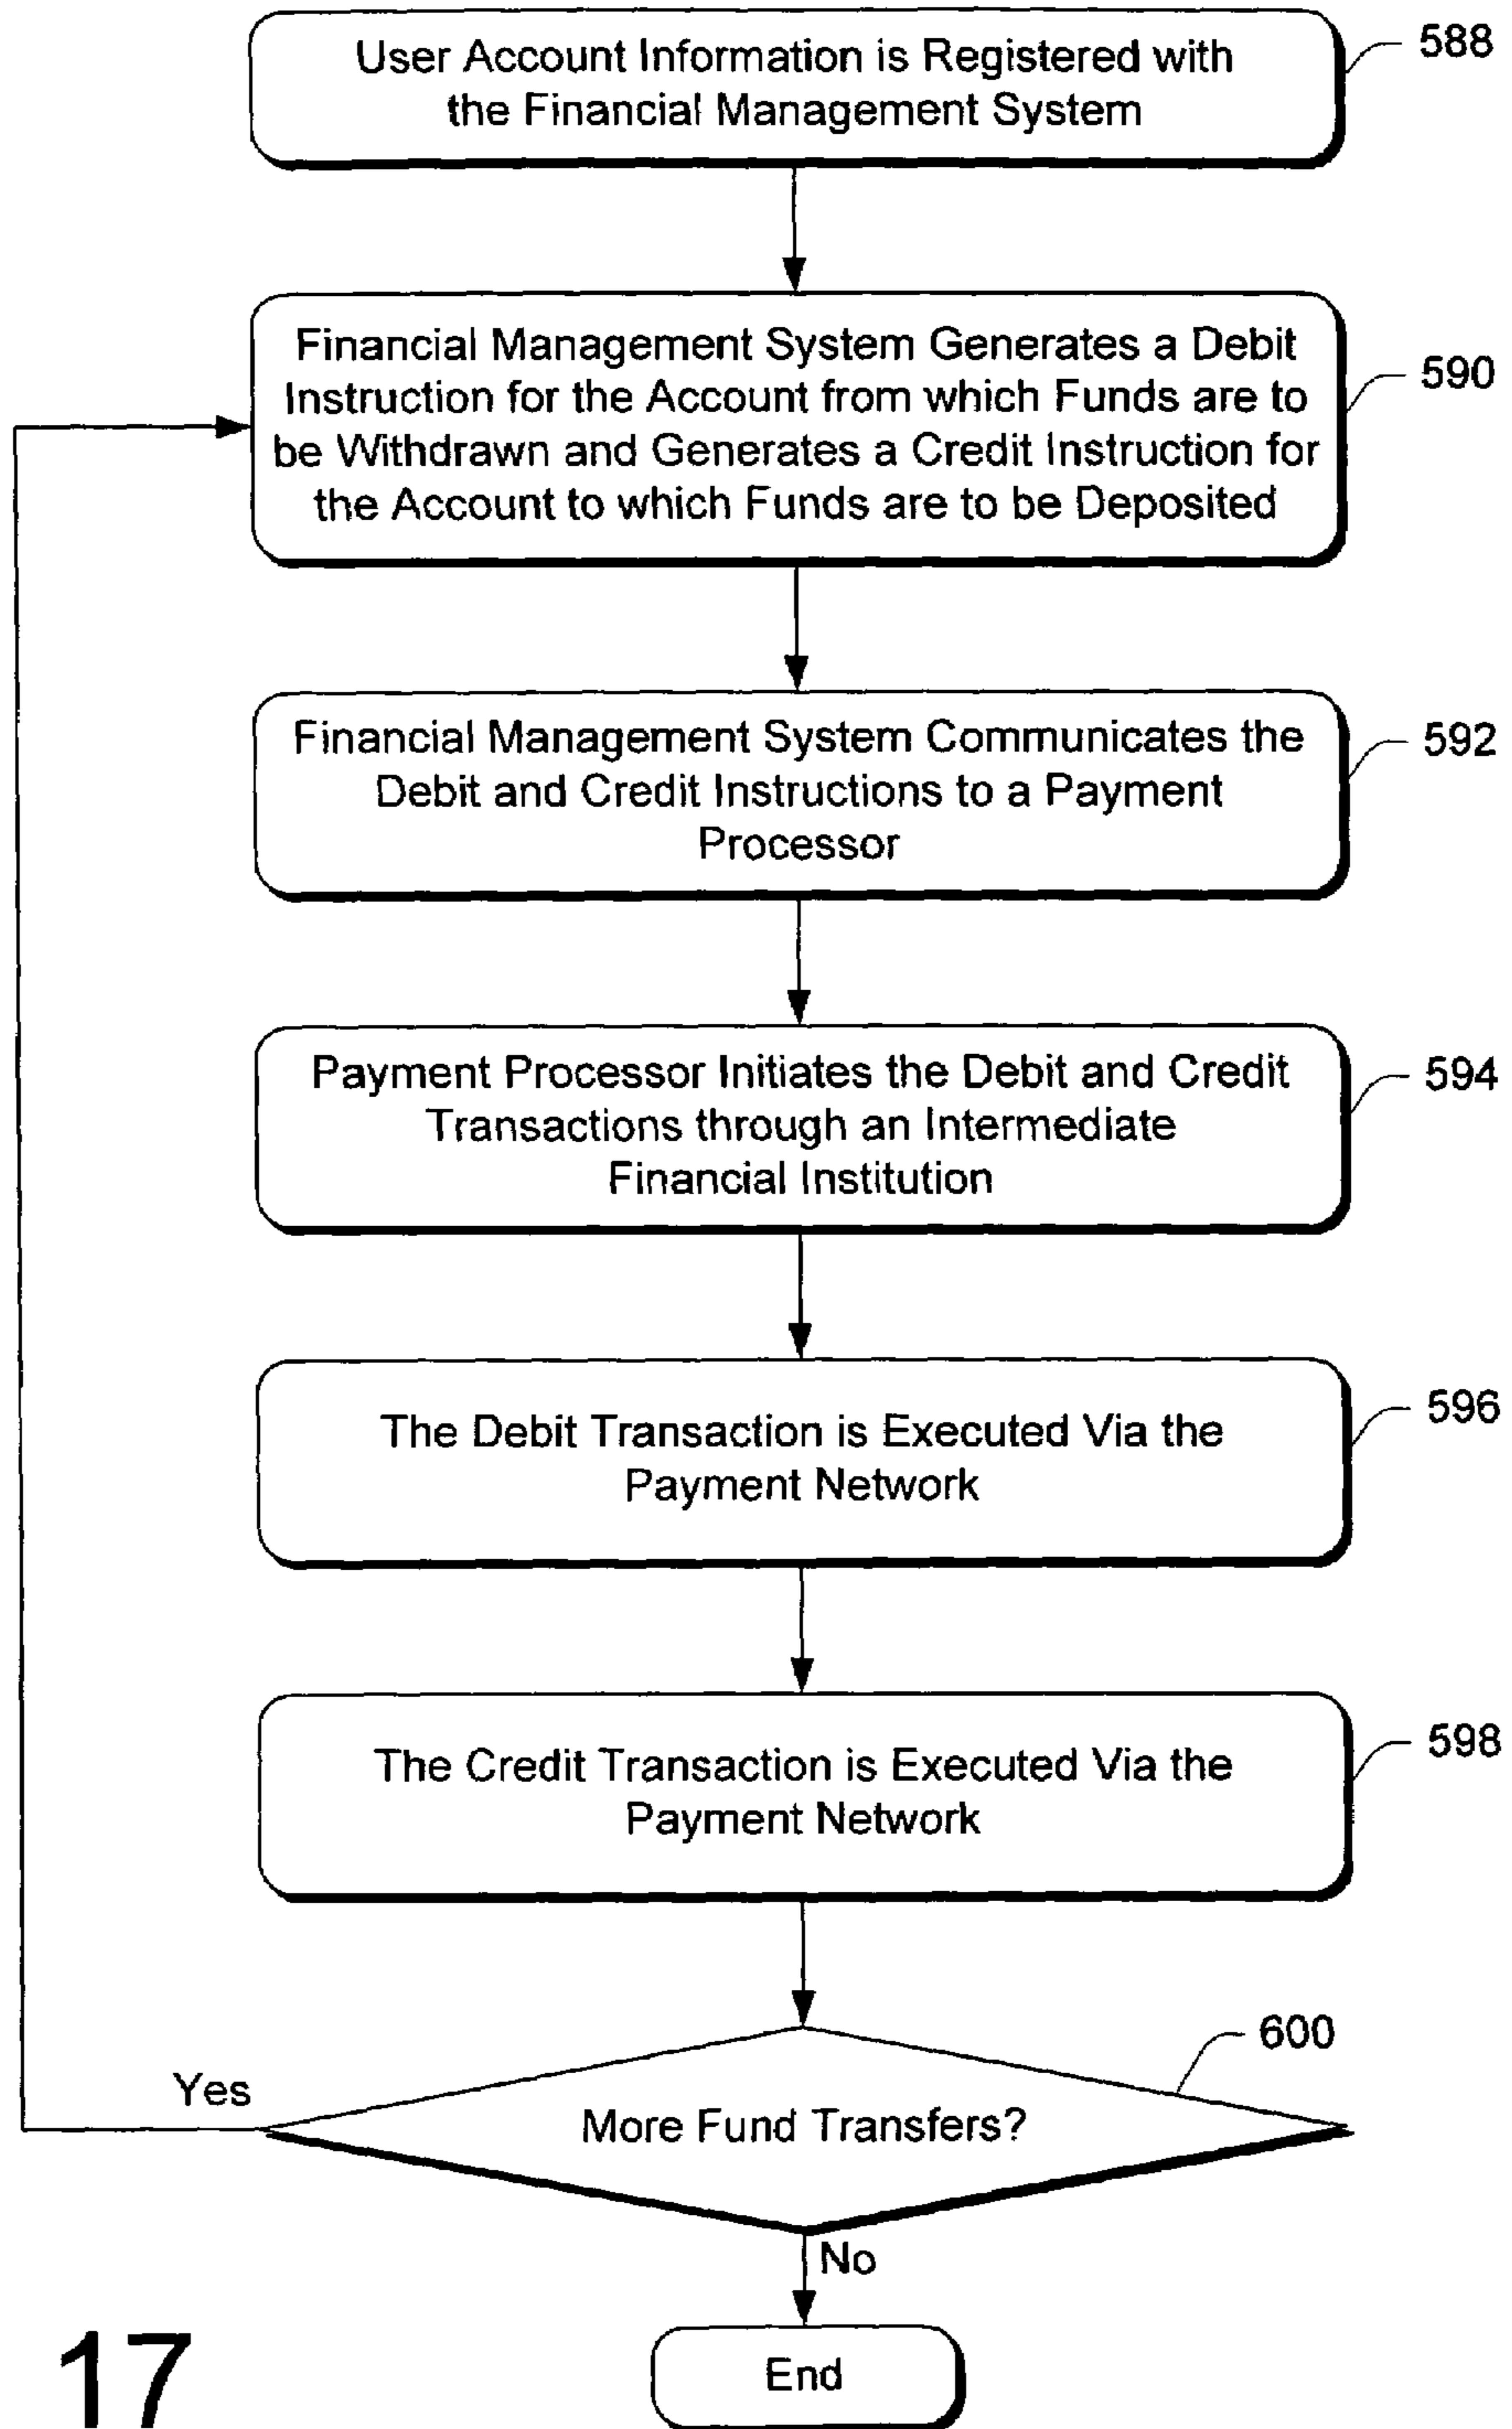 User Account Information is Registered with
the Financial Management System
588
Financial Management System Generates a Debit
Instruction for the Account from which Funds are to
be Withdrawn and Generates a Credit Instruction for
the Account to which Funds are to be Deposited
590
Financial Management System Communicates the
Debit and Credit Instructions to a Payment
Processor
592
Payment Processor Initiates the Debit and Credit
Transactions through an Intermediate
Financial Institution
594
The Debit Transaction is Executed Via the
Payment Network
596
The Credit Transaction is Executed Via the
Payment Network
598
600
Yes
More Fund Transfers?
No
End
17